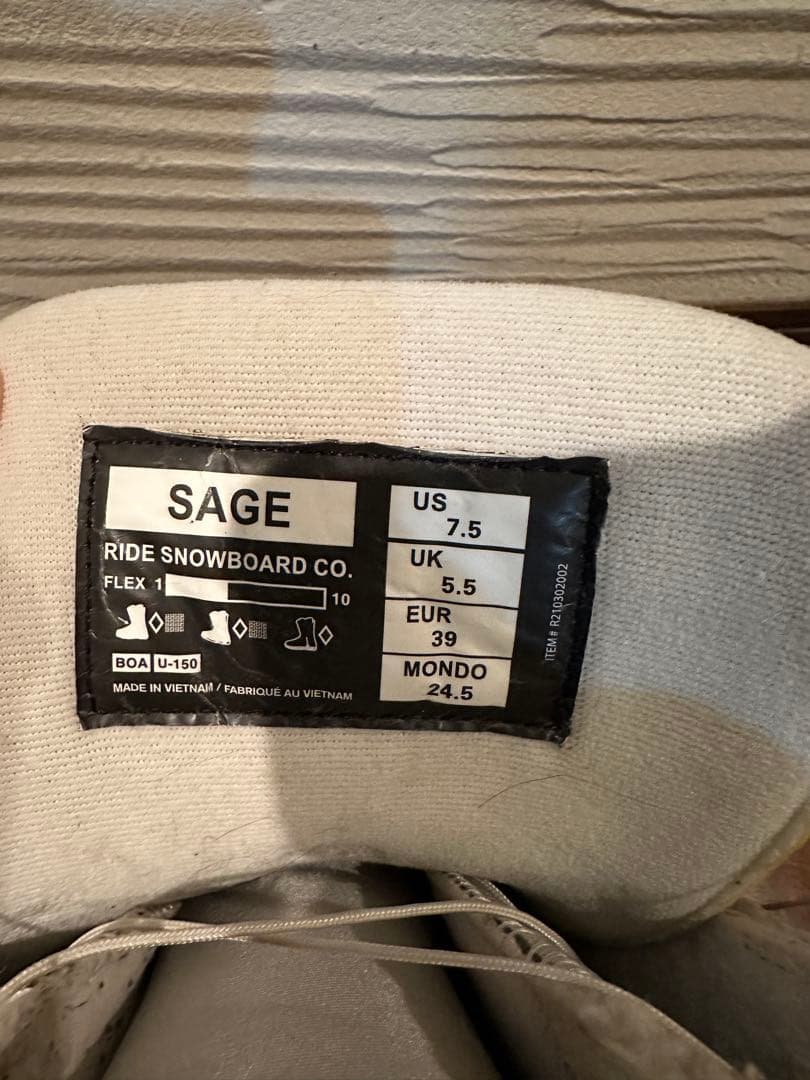 SAGE
RIDE SNOWBOARD CO.
FLEX 1 10
BOA U-150
MADE IN VIETNAM / FABRIQUÉ AU VIETNAM
US
7.5
UK
5.5
EUR
39
MONDO
24.5
ITEM# R210302002